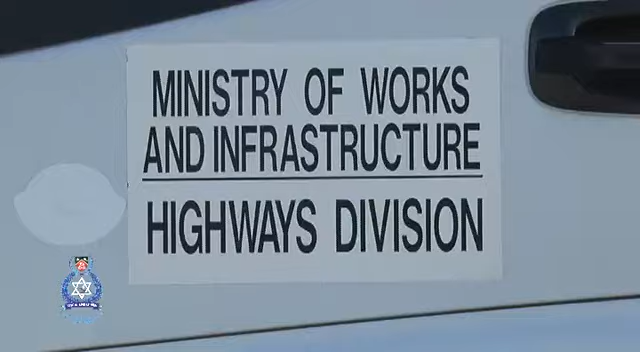 MINISTRY OF WORKS
AND INFRASTRUCTURE
HIGHWAYS DIVISION